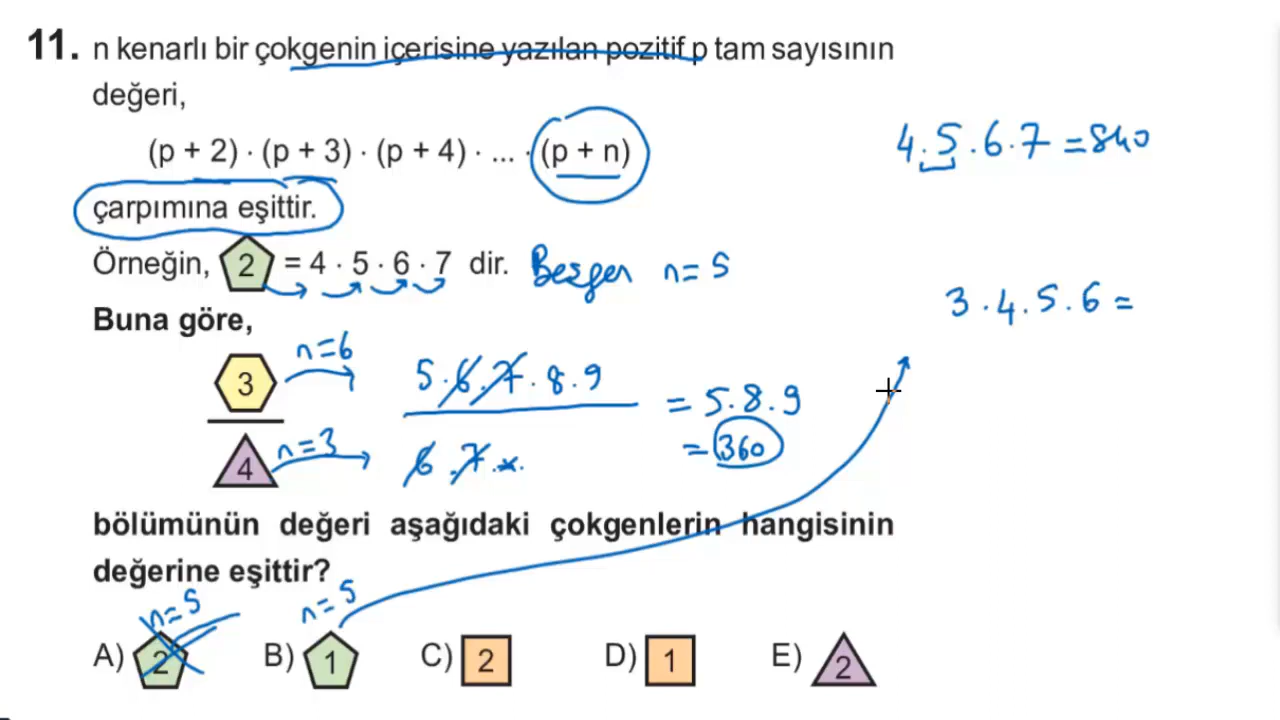 11. n kenarlı bir çokgenin içerisine yazılan pozitif p tam sayısının
değeri,
(p + 2) · (p + 3) · (p + 4) · ... · (p + n)
çarpımına eşittir.
4.5.6.7 = 840
Örneğin, 2 = 4 · 5 · 6 · 7 dir. Beşgen n = 5
3.4.5.6 =
Buna göre,
3 n=6 5.6.7.8.9
= 5.8.9
4 n=3 6.7.
= 360
bölümünün değeri aşağıdaki çokgenlerin hangisinin
değerine eşittir?
n=5 n=5
A) 2 B) 1 C) 2 D) 1 E) 2